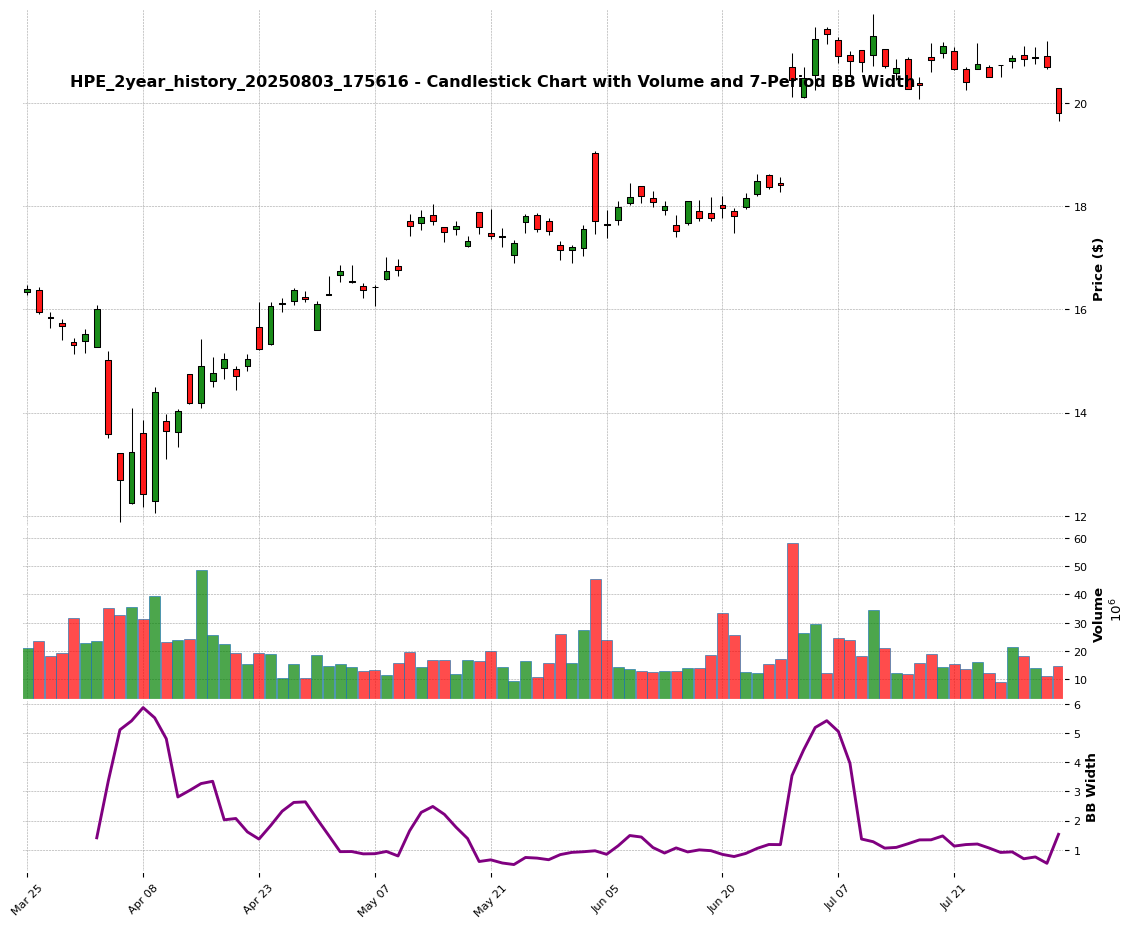 HPE_2year_history_20250803_175616 - Candlestick Chart with Volume and 7-Period BB Width
20
18
16
14
12
Price ($)
60
50
40
30
20
10
Volume
10^6
6
5
4
3
2
1
BB Width
Mar 25
Apr 08
Apr 23
May 07
May 21
Jun 05
Jun 20
Jul 07
Jul 21